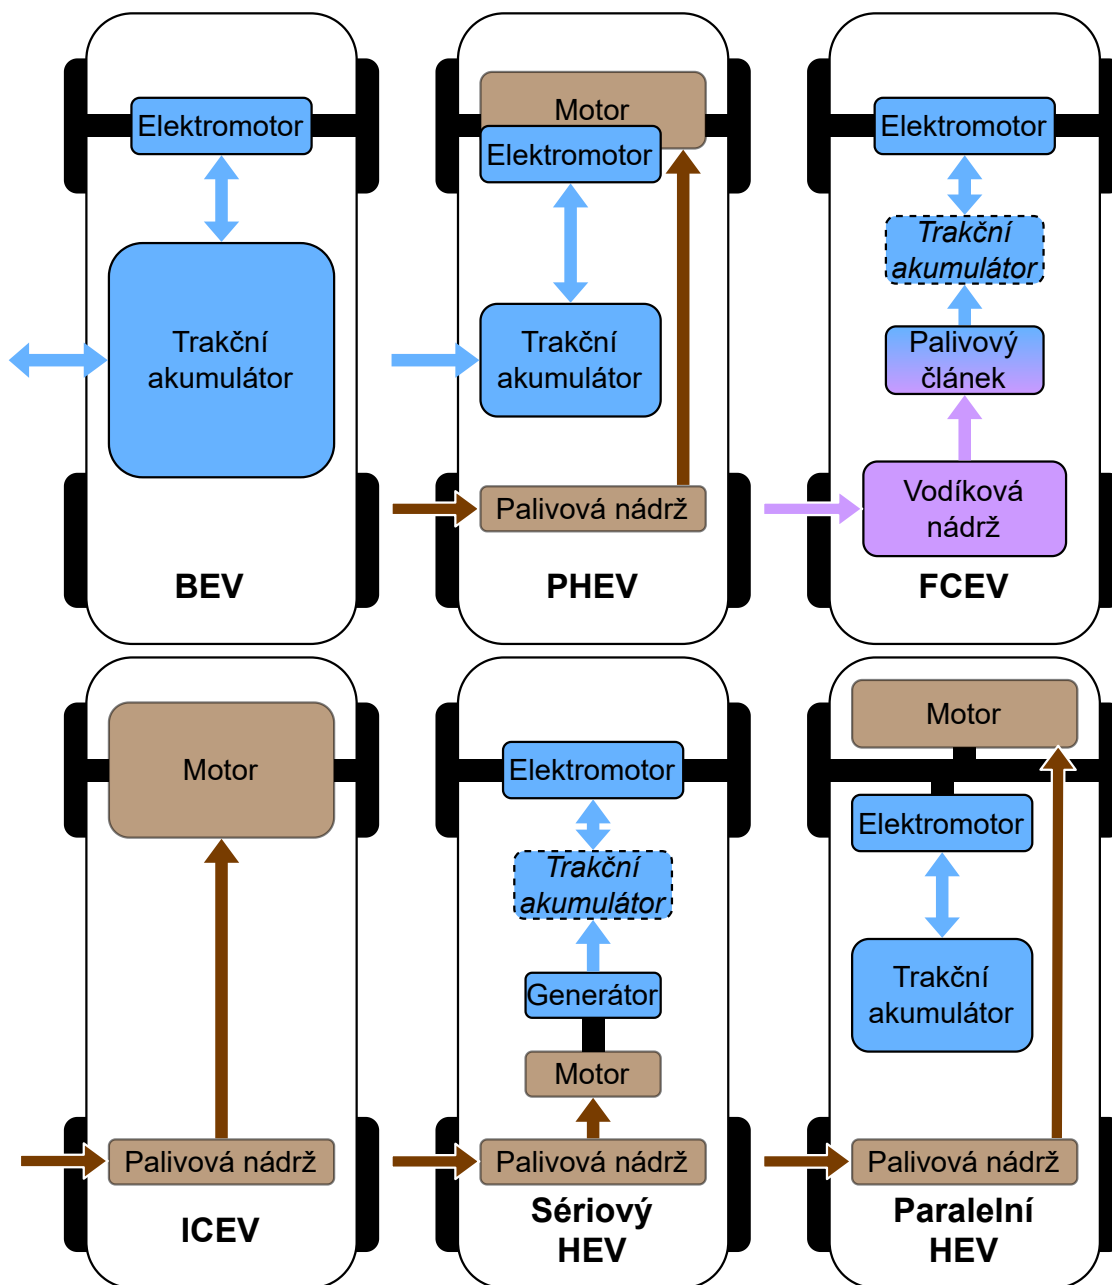 Elektromotor
Trakční
akumulátor
BEV
Motor
Elektromotor
Trakční
akumulátor
Palivová nádrž
PHEV
Elektromotor
Trakční
akumulátor
Palivový
článek
Vodíková
nádrž
FCEV
Motor
Palivová nádrž
ICEV
Elektromotor
Trakční
akumulátor
Generátor
Motor
Palivová nádrž
Sériový
HEV
Motor
Elektromotor
Trakční
akumulátor
Palivová nádrž
Paralelní
HEV